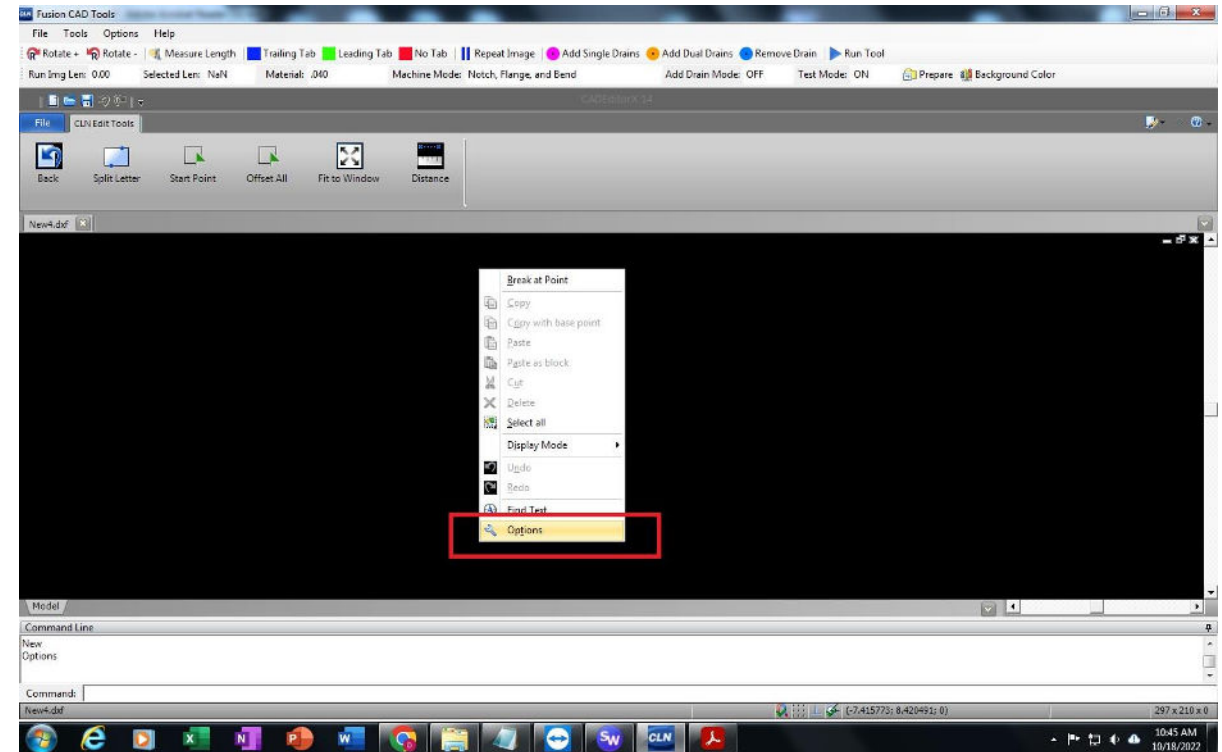 Fusion CAD Tools
File Tools Options Help
Rotate + Rotate - Measure Length Trailing Tab Leading Tab No Tab Repeat Image Add Single Drains Add Dual Drains Remove Drain Run Tool
Run Img Len: 0.00 Selected Len: NaN Material: .040 Machine Mode: Notch, Flange, and Bend Add Drain Mode: OFF Test Mode: ON Prepare Background Color
CADEditorX 14
File CLN Edit Tools
Back Split Letter Start Point Offset All Fit to Window Distance
New4.dxf
Break at Point
Copy
Copy with base point
Paste
Paste as block
Cut
Delete
Select all
Display Mode
Undo
Redo
Find Text
Options
Model
Command Line
New
Options
Command:
New4.dxf (-7.415773; 8.420491; 0) 297 x 210 x 0
CLN
10:45 AM
10/18/2022